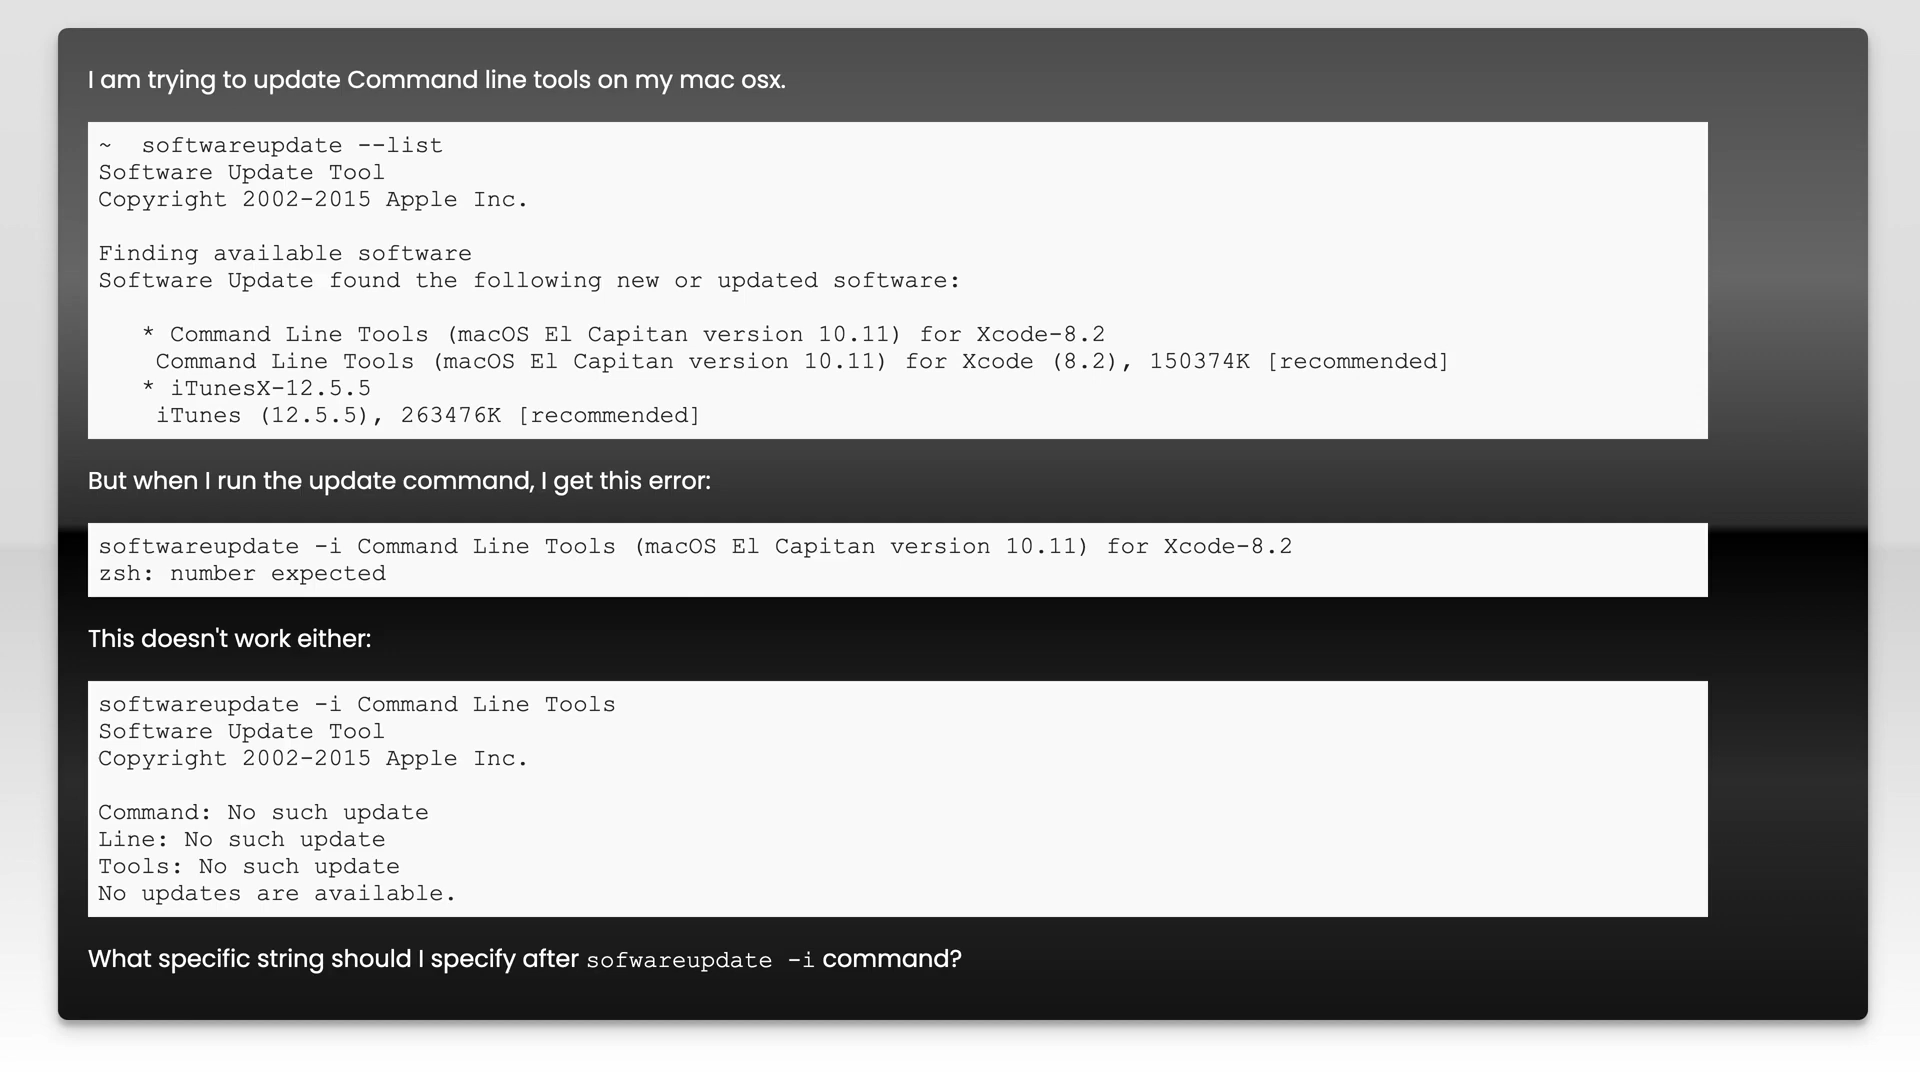 I am trying to update Command line tools on my mac osx.
~  softwareupdate --list
Software Update Tool
Copyright 2002-2015 Apple Inc.
Finding available software
Software Update found the following new or updated software:
* Command Line Tools (macOS El Capitan version 10.11) for Xcode-8.2
Command Line Tools (macOS El Capitan version 10.11) for Xcode (8.2), 150374K [recommended]
* iTunesX-12.5.5
iTunes (12.5.5), 263476K [recommended]
But when I run the update command, I get this error:
softwareupdate -i Command Line Tools (macOS El Capitan version 10.11) for Xcode-8.2
zsh: number expected
This doesn't work either:
softwareupdate -i Command Line Tools
Software Update Tool
Copyright 2002-2015 Apple Inc.
Command: No such update
Line: No such update
Tools: No such update
No updates are available.
What specific string should I specify after sofwareupdate -i command?